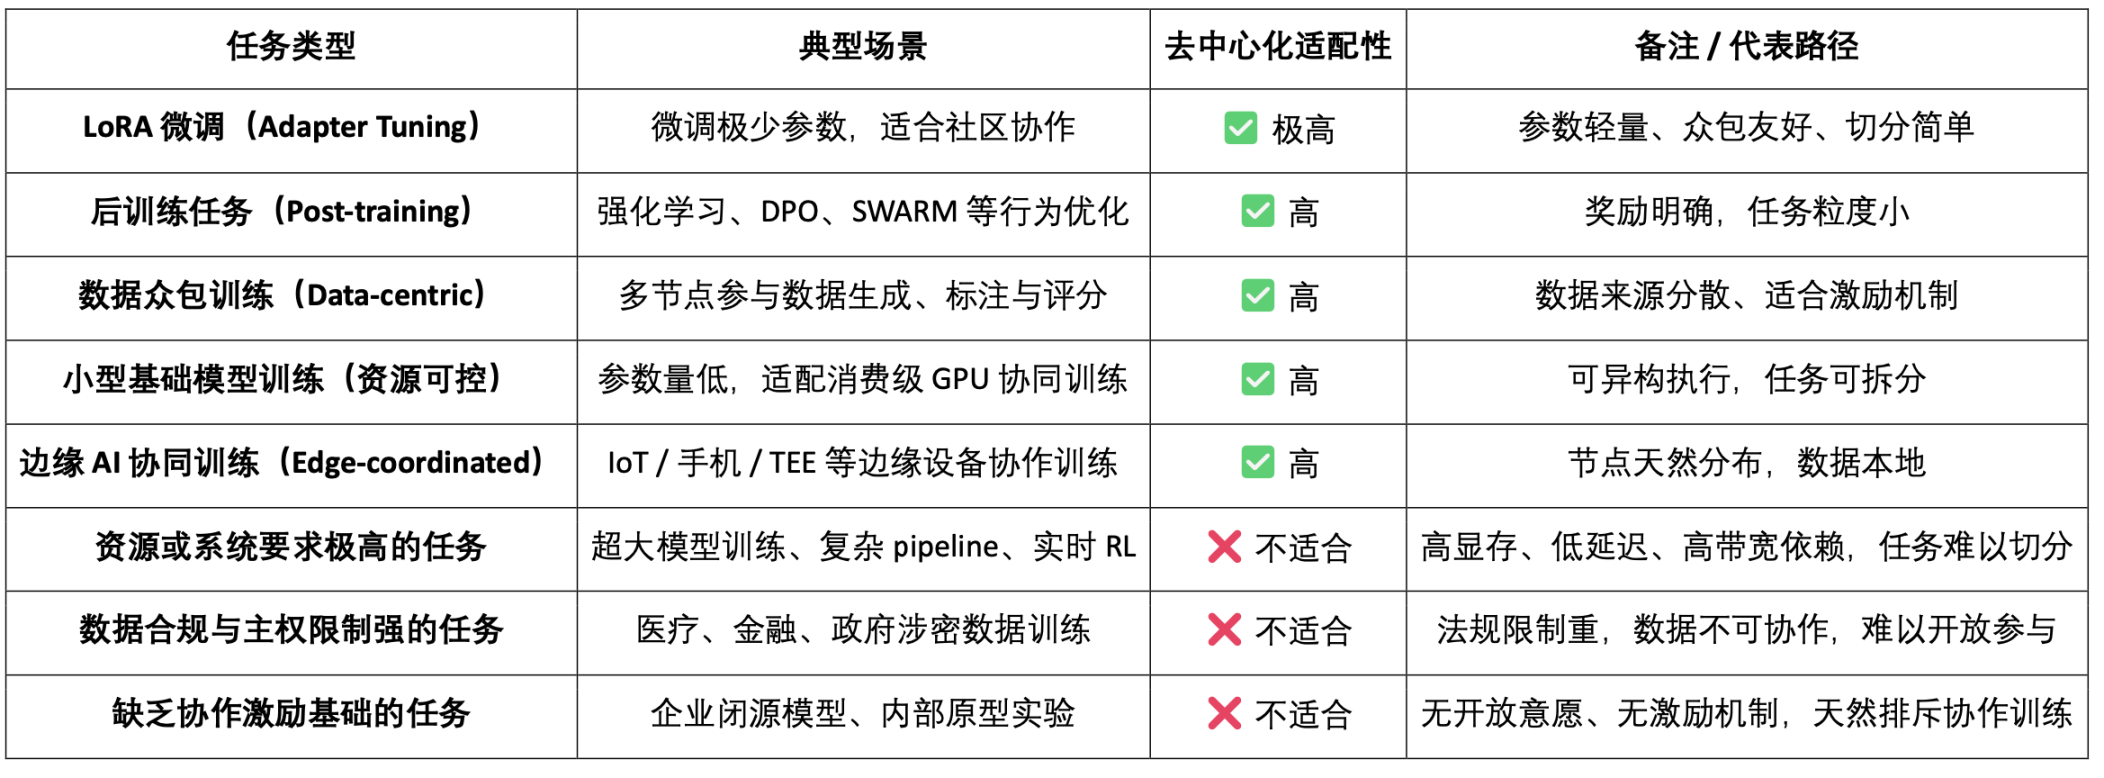 任务类型 典型场景 去中心化适配性 备注 / 代表路径
LoRA 微调（Adapter Tuning） 微调极少参数，适合社区协作 ✅ 极高 参数轻量、众包友好、切分简单
后训练任务（Post-training） 强化学习、DPO、SWARM 等行为优化 ✅ 高 奖励明确，任务粒度小
数据众包训练（Data-centric） 多节点参与数据生成、标注与评分 ✅ 高 数据来源分散、适合激励机制
小型基础模型训练（资源可控） 参数量低，适配消费级 GPU 协同训练 ✅ 高 可异构执行，任务可拆分
边缘 AI 协同训练（Edge-coordinated） IoT / 手机 / TEE 等边缘设备协作训练 ✅ 高 节点天然分布，数据本地
资源或系统要求极高的任务 超大模型训练、复杂 pipeline、实时 RL ❌ 不适合 高显存、低延迟、高带宽依赖，任务难以切分
数据合规与主权限制强的任务 医疗、金融、政府涉密数据训练 ❌ 不适合 法规限制重，数据不可协作，难以开放参与
缺乏协作激励基础的任务 企业闭源模型、内部原型实验 ❌ 不适合 无开放意愿、无激励机制，天然排斥协作训练